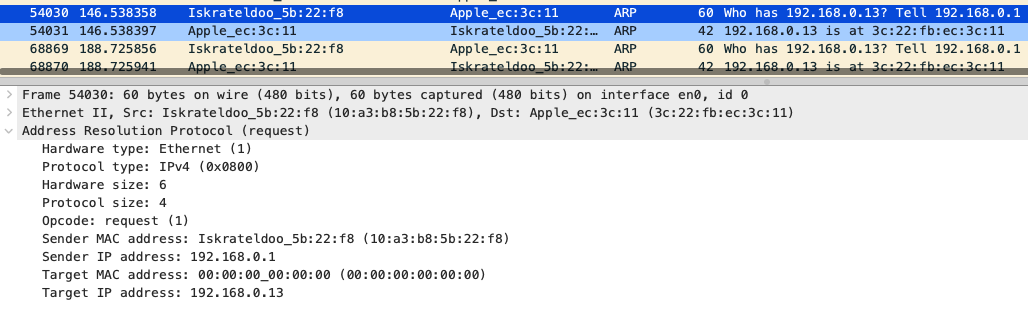 54030 146.538358 Iskrateldoo_5b:22:f8 Apple_ec:3c:11 ARP 60 Who has 192.168.0.13? Tell 192.168.0.1
54031 146.538397 Apple_ec:3c:11 Iskrateldoo_5b:22:… ARP 42 192.168.0.13 is at 3c:22:fb:ec:3c:11
68869 188.725856 Iskrateldoo_5b:22:f8 Apple_ec:3c:11 ARP 60 Who has 192.168.0.13? Tell 192.168.0.1
68870 188.725941 Apple_ec:3c:11 Iskrateldoo_5b:22:… ARP 42 192.168.0.13 is at 3c:22:fb:ec:3c:11
Frame 54030: 60 bytes on wire (480 bits), 60 bytes captured (480 bits) on interface en0, id 0
Ethernet II, Src: Iskrateldoo_5b:22:f8 (10:a3:b8:5b:22:f8), Dst: Apple_ec:3c:11 (3c:22:fb:ec:3c:11)
Address Resolution Protocol (request)
Hardware type: Ethernet (1)
Protocol type: IPv4 (0x0800)
Hardware size: 6
Protocol size: 4
Opcode: request (1)
Sender MAC address: Iskrateldoo_5b:22:f8 (10:a3:b8:5b:22:f8)
Sender IP address: 192.168.0.1
Target MAC address: 00:00:00_00:00:00 (00:00:00:00:00:00)
Target IP address: 192.168.0.13